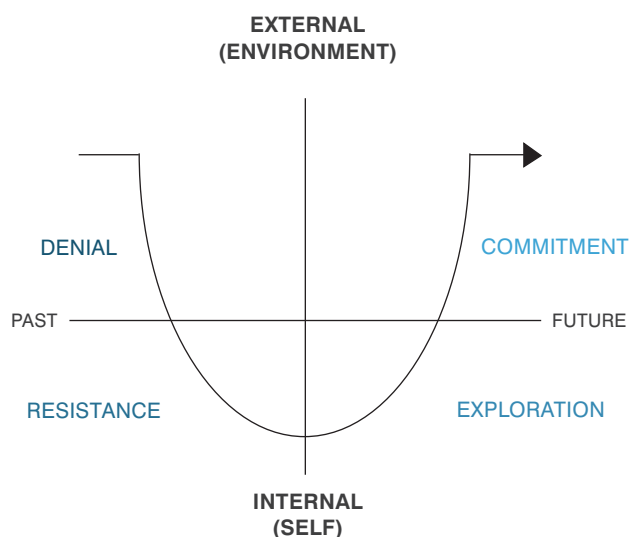 EXTERNAL
(ENVIRONMENT)
DENIAL
COMMITMENT
PAST
FUTURE
RESISTANCE
EXPLORATION
INTERNAL
(SELF)